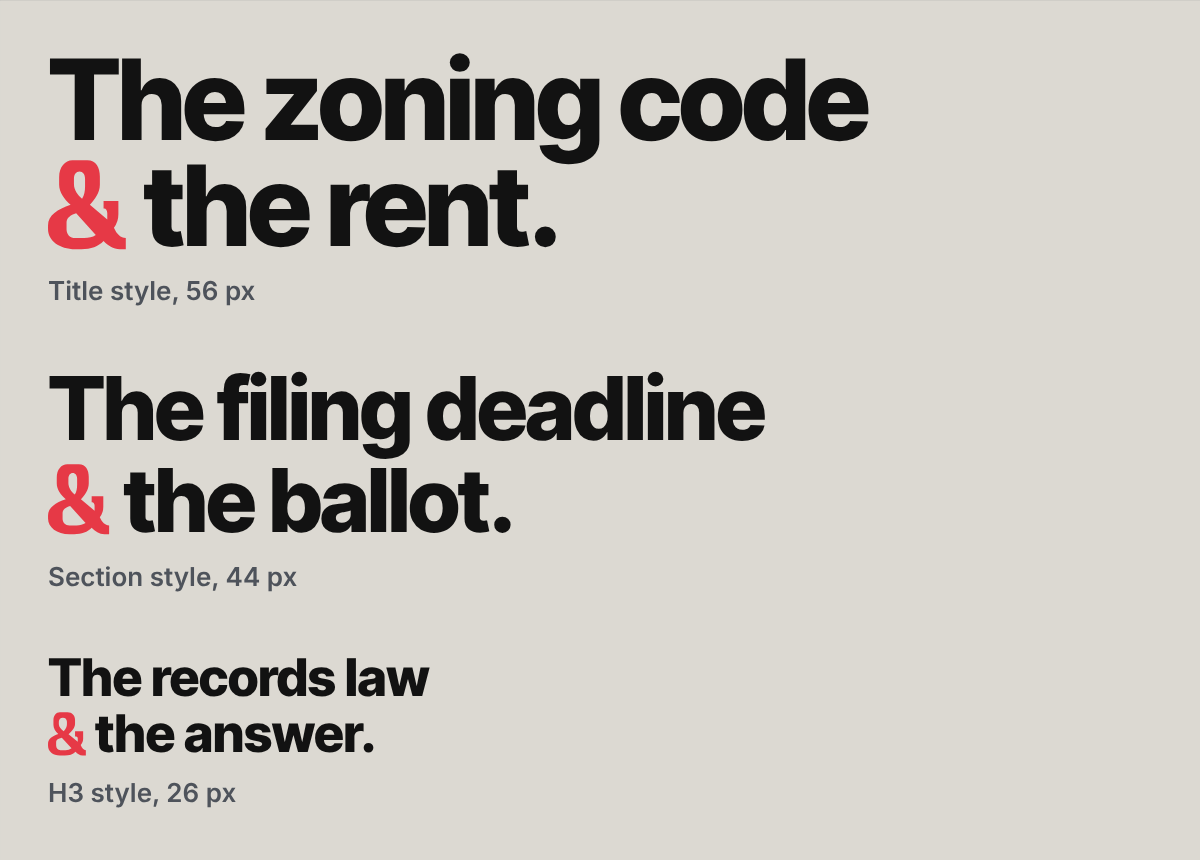 The zoning code
& the rent.
Title style, 56 px
The filing deadline
& the ballot.
Section style, 44 px
The records law
& the answer.
H3 style, 26 px